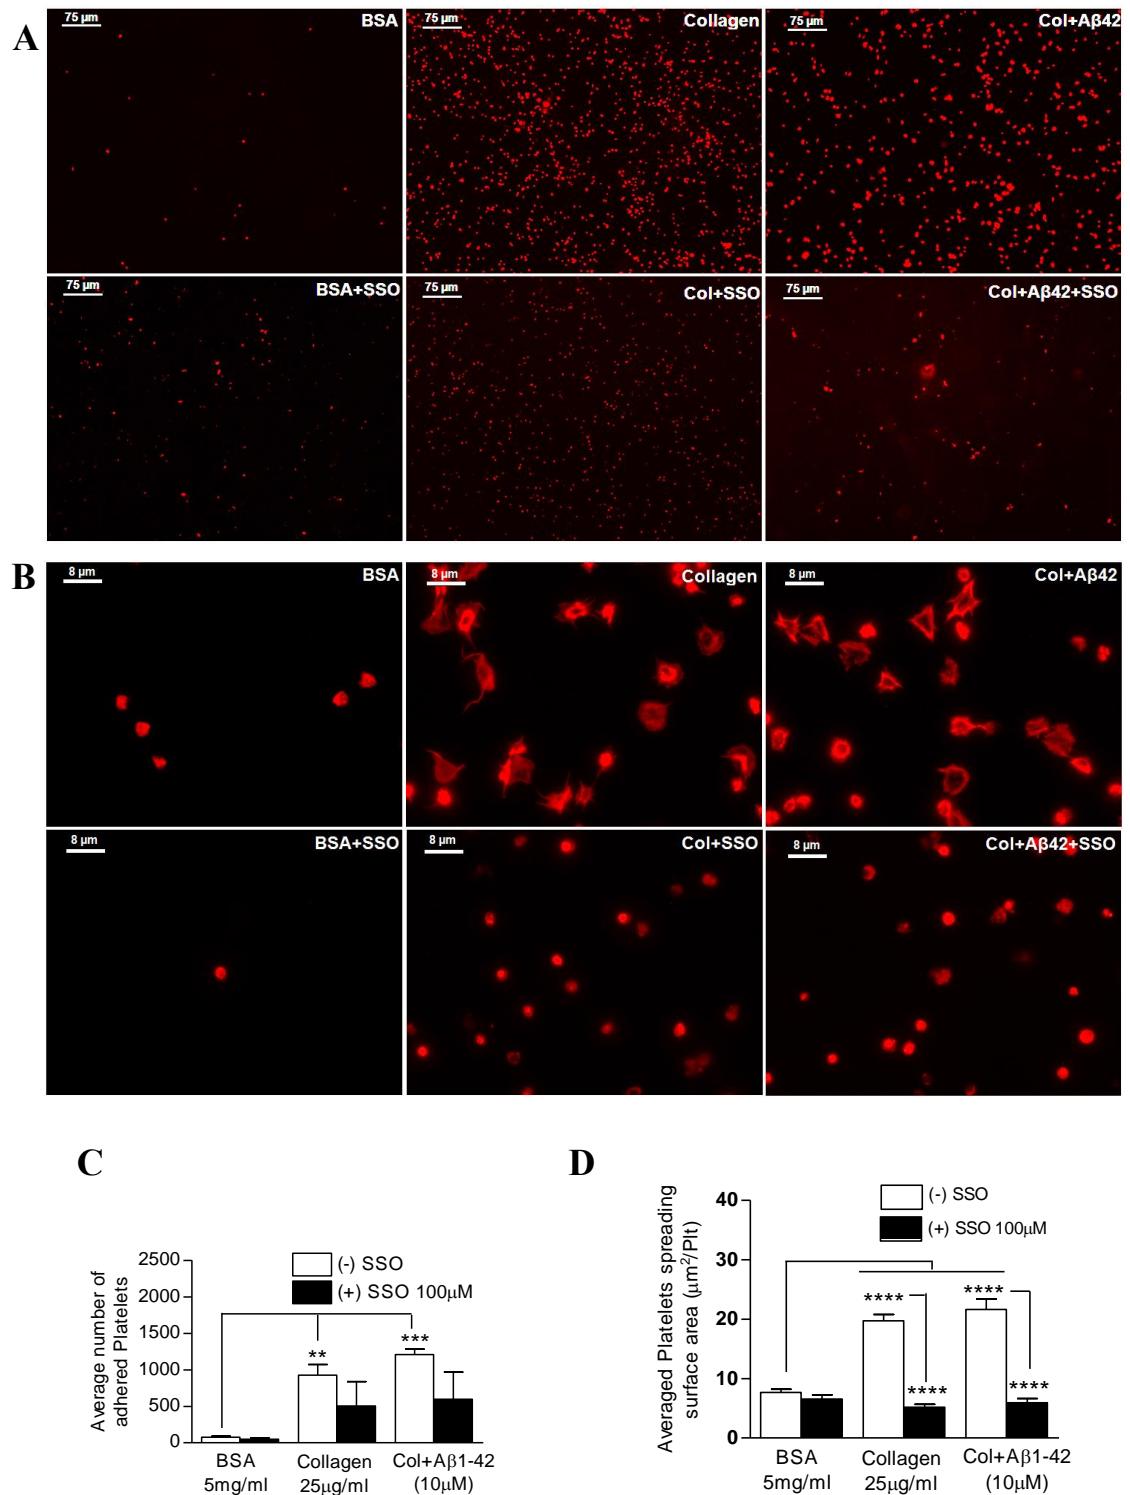 A
75 µm
BSA
75 µm
Collagen
75 µm
Col+Aβ42
75 µm
BSA+SSO
75 µm
Col+SSO
75 µm
Col+Aβ42+SSO
B
8 µm
BSA
8 µm
Collagen
8 µm
Col+Aβ42
8 µm
BSA+SSO
8 µm
Col+SSO
8 µm
Col+Aβ42+SSO
C
Average number of
adhered Platelets
2500
2000
1500
1000
500
0
(-) SSO
(+) SSO 100µM
**
***
BSA
5mg/ml
Collagen
25µg/ml
Col+Aβ1-42
(10µM)
D
Averaged Platelets spreading
surface area (µm²/Plt)
40
30
20
10
0
(-) SSO
(+) SSO 100µM
****
****
****
****
BSA
5mg/ml
Collagen
25µg/ml
Col+Aβ1-42
(10µM)